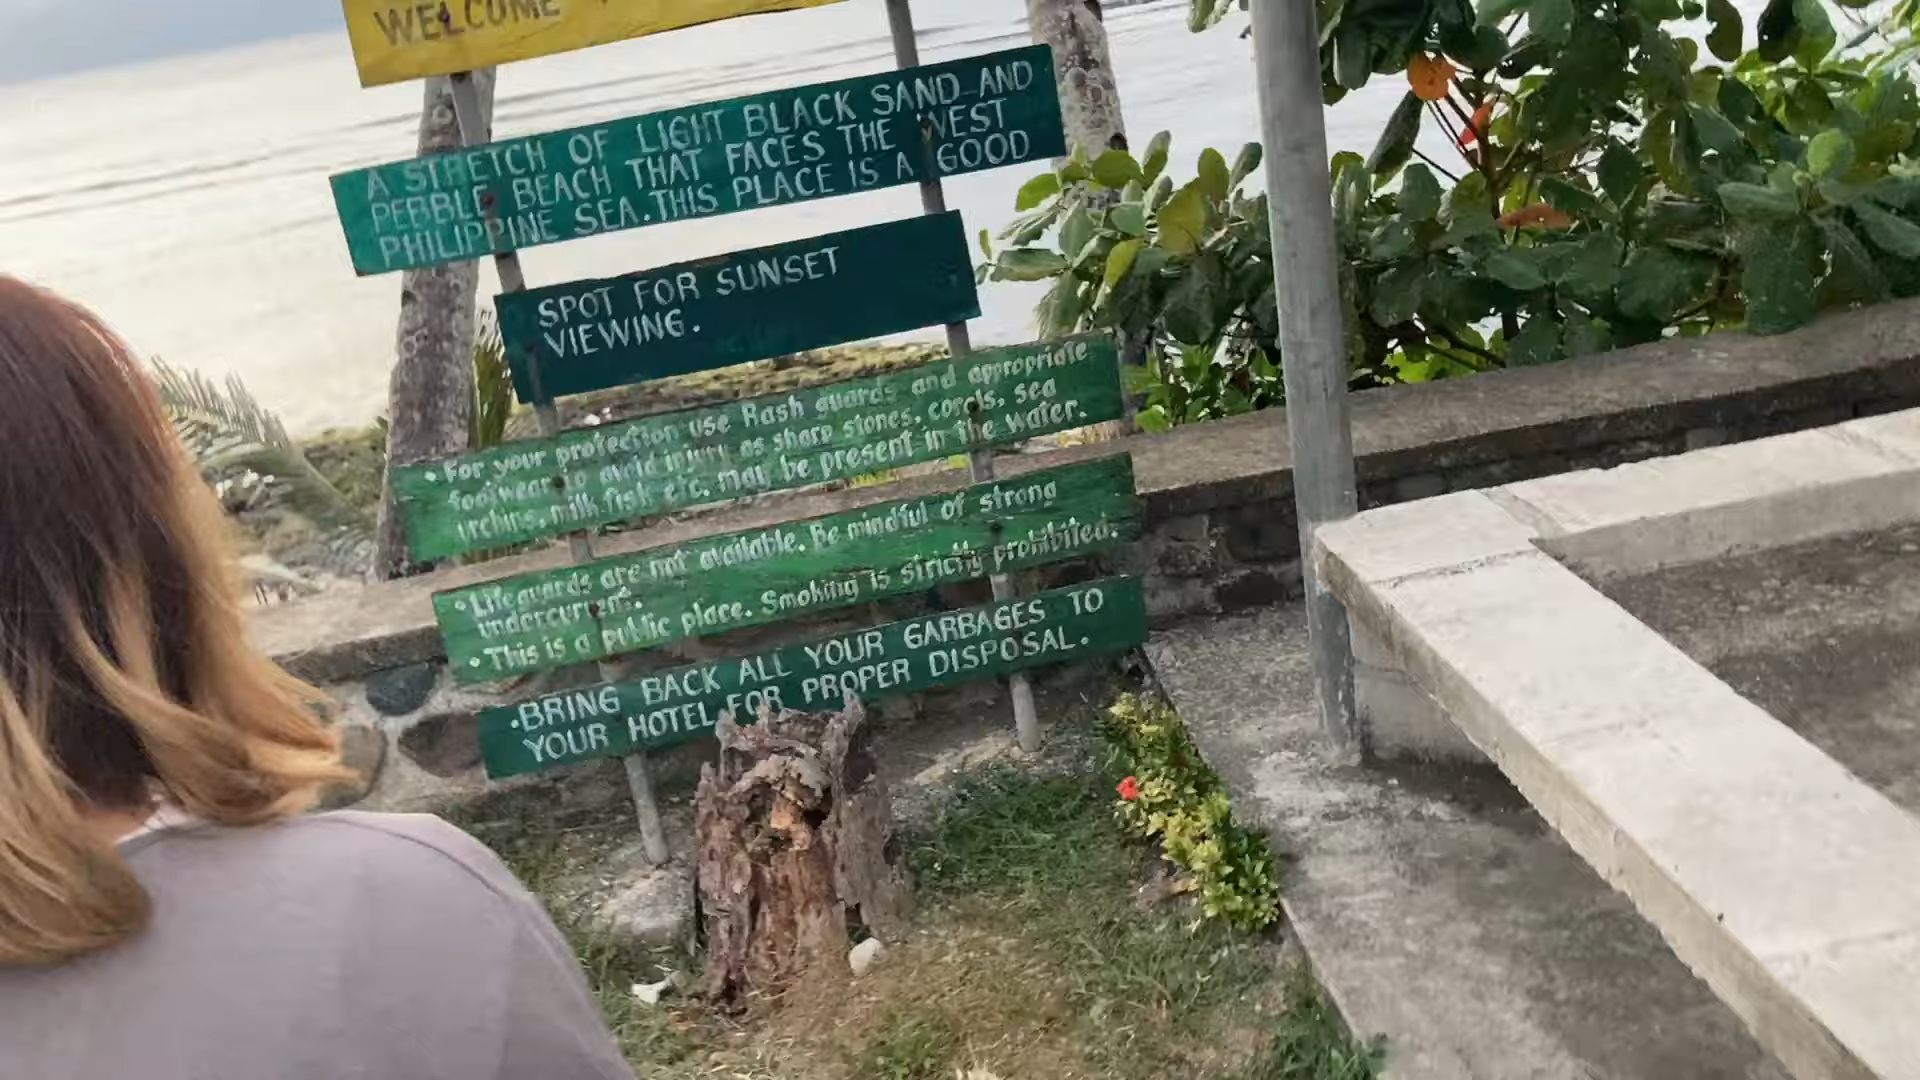 WELCOME
A STRETCH OF LIGHT BLACK SAND AND
PEBBLE BEACH THAT FACES THE WEST
PHILIPPINE SEA. THIS PLACE IS A GOOD
SPOT FOR SUNSET
VIEWING.
• For your protection use Rash guards and appropriate
footwear to avoid injury as sharp stones, corals, sea
urchins, milk fish etc. may be present in the water.
• Lifeguards are not available. Be mindful of strong
undercurrent.
• This is a public place. Smoking is strictly prohibited.
• BRING BACK ALL YOUR GARBAGES TO
YOUR HOTEL FOR PROPER DISPOSAL.